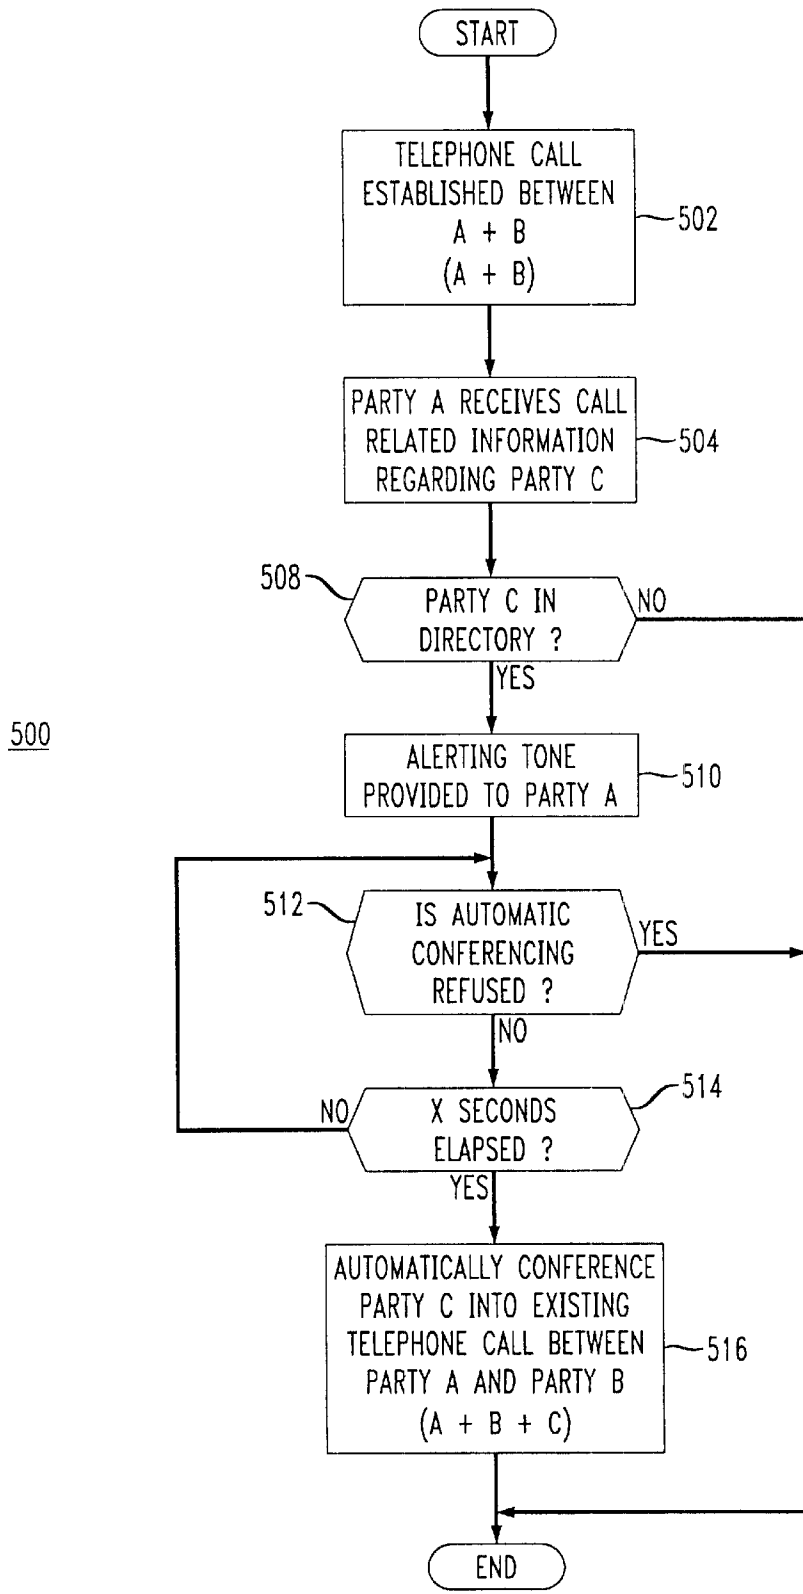 START
TELEPHONE CALL
ESTABLISHED BETWEEN
A + B
(A + B)
502
PARTY A RECEIVES CALL
RELATED INFORMATION
REGARDING PARTY C
504
508
PARTY C IN
DIRECTORY ?
NO
YES
500
ALERTING TONE
PROVIDED TO PARTY A
510
512
IS AUTOMATIC
CONFERENCING
REFUSED ?
YES
NO
514
NO
X SECONDS
ELAPSED ?
YES
AUTOMATICALLY CONFERENCE
PARTY C INTO EXISTING
TELEPHONE CALL BETWEEN
PARTY A AND PARTY B
(A + B + C)
516
END